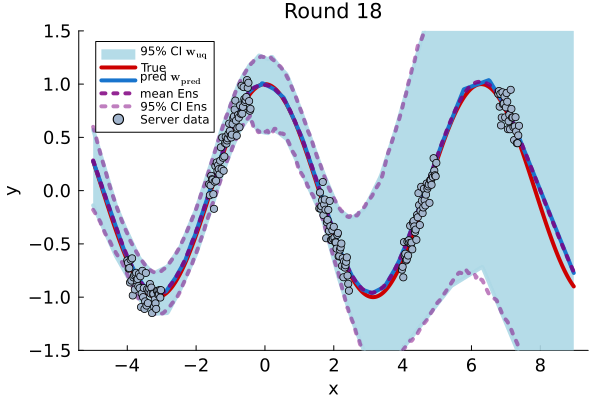 Round 18
1.5
1.0
0.5
0.0
−0.5
−1.0
−1.5
y
95% CI w_uq
True
pred w_pred
mean Ens
95% CI Ens
Server data
−4 −2 0 2 4 6 8
x